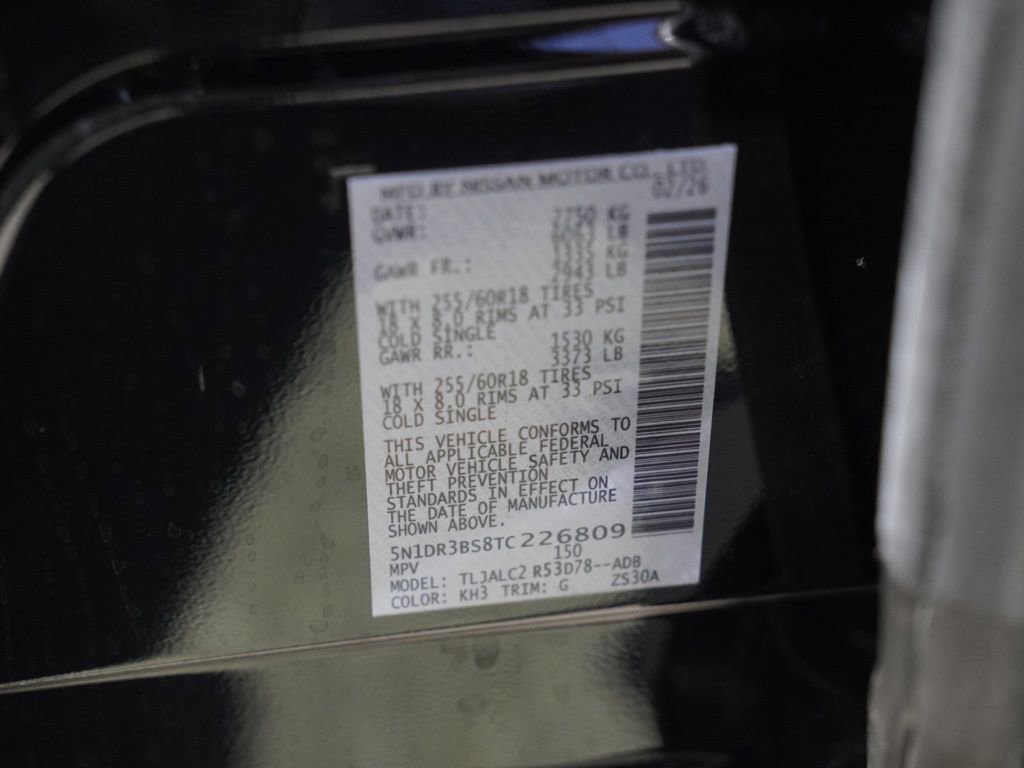 MFD BY NISSAN MOTOR CO., LTD.
DATE: 02/26
GVWR: 2750 KG
LB
KG
GAWR FR.: 2943 LB
WITH 255/60R18 TIRES
18 X 8.0 RIMS AT 33 PSI
COLD SINGLE
GAWR RR.: 1530 KG
3373 LB
WITH 255/60R18 TIRES
18 X 8.0 RIMS AT 33 PSI
COLD SINGLE
THIS VEHICLE CONFORMS TO
ALL APPLICABLE FEDERAL
MOTOR VEHICLE SAFETY AND
THEFT PREVENTION
STANDARDS IN EFFECT ON
THE DATE OF MANUFACTURE
SHOWN ABOVE.
5N1DR3BS8TC226809
MPV 150
MODEL: TLJALC2 R53D78--ADB
COLOR: KH3 TRIM: G ZS30A